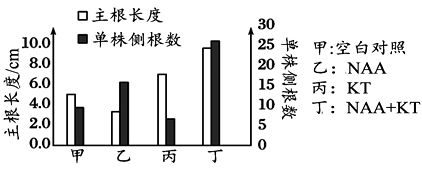 主根长度/cm
10.0
8.0
6.0
4.0
2.0
0.0
主根长度
单株侧根数
30
25
20
15
10
5
0
单株侧根数
甲
乙
丙
丁
甲:空白对照
乙: NAA
丙: KT
丁: NAA+KT